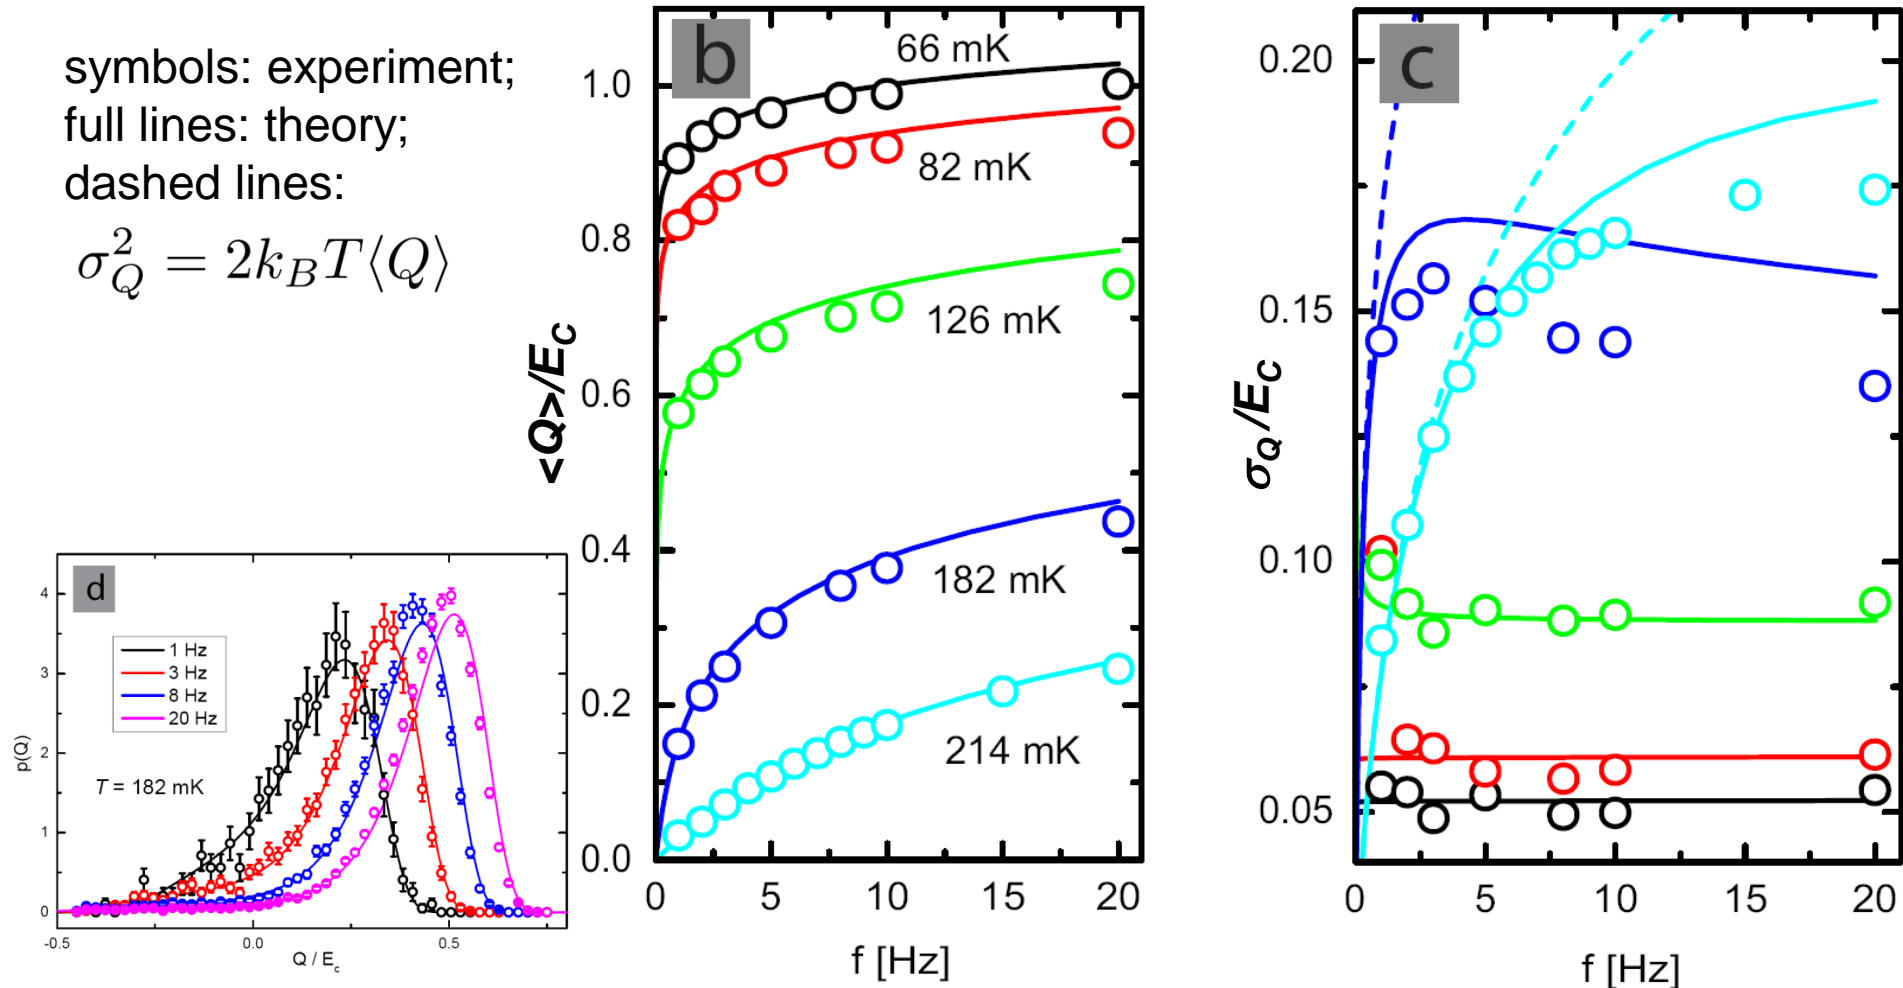 symbols: experiment;
full lines: theory;
dashed lines:
σ_Q^2 = 2k_BT⟨Q⟩
b
<Q>/E_C
1.0
0.8
0.6
0.4
0.2
0.0
66 mK
82 mK
126 mK
182 mK
214 mK
0 5 10 15 20
f [Hz]
c
σ_Q/E_C
0.20
0.15
0.10
0.05
0 5 10 15 20
f [Hz]
d
p(Q)
4
3
2
1
0
1 Hz
3 Hz
8 Hz
20 Hz
T = 182 mK
-0.5 0.0 0.5
Q / E_c